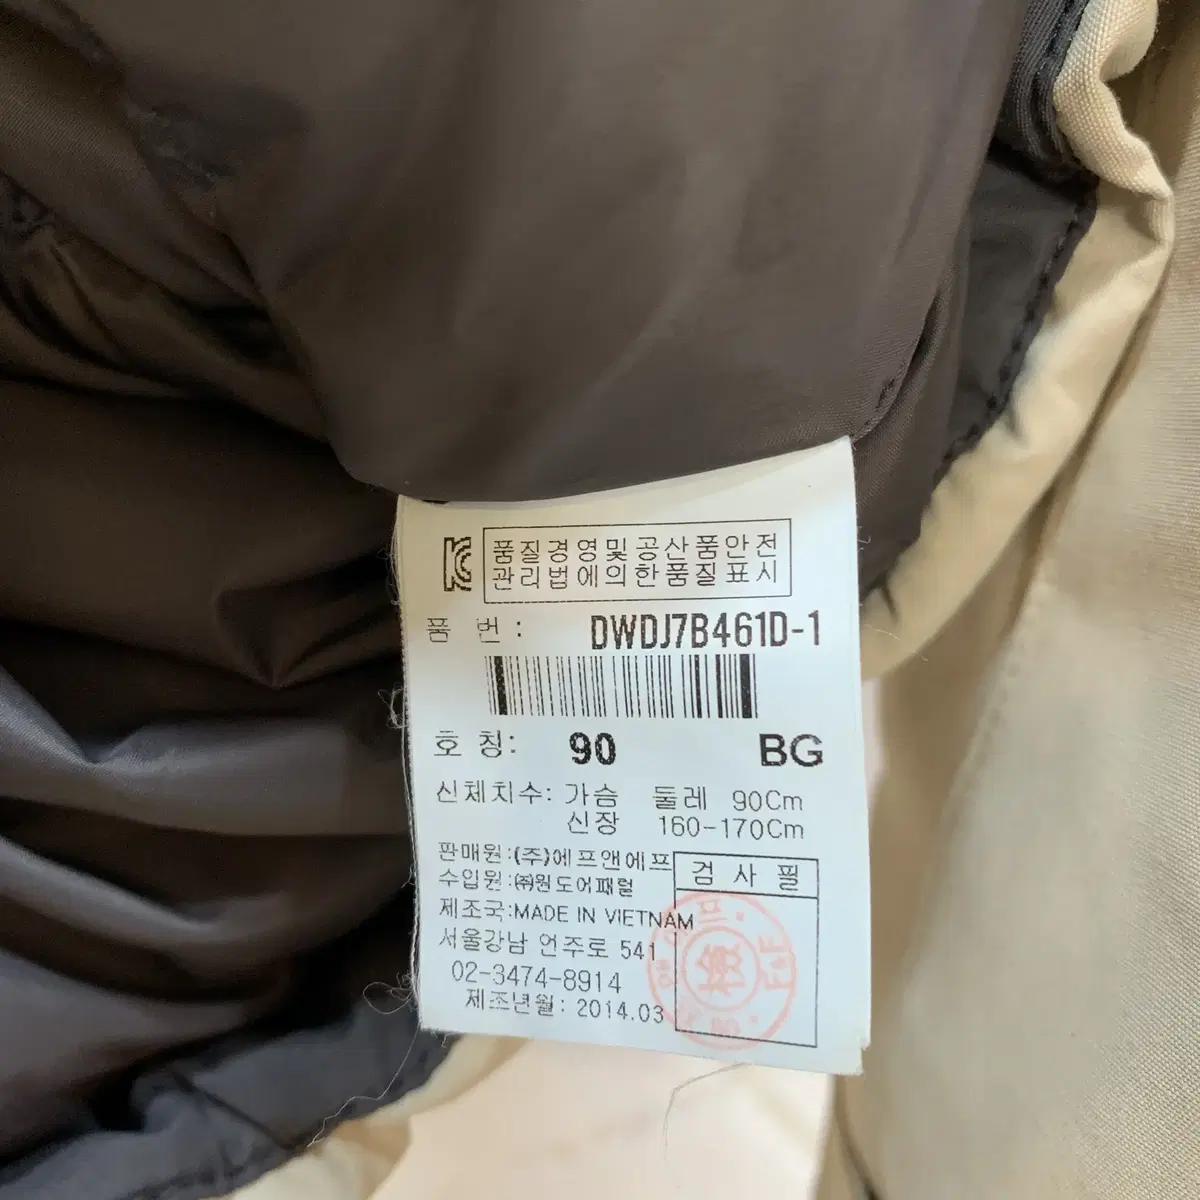 품질경영및공산품안전
관리법에의한품질표시
품 번 : DWDJ7B461D-1
호 칭: 90 BG
신체치수: 가슴 둘레 90Cm
신장 160-170Cm
판매원:(주)에프앤에프
수입원:㈜원도어패럴
제조국:MADE IN VIETNAM
서울강남 언주로 541
02-3474-8914
제조년월: 2014.03
검 사 필
檢
F&F